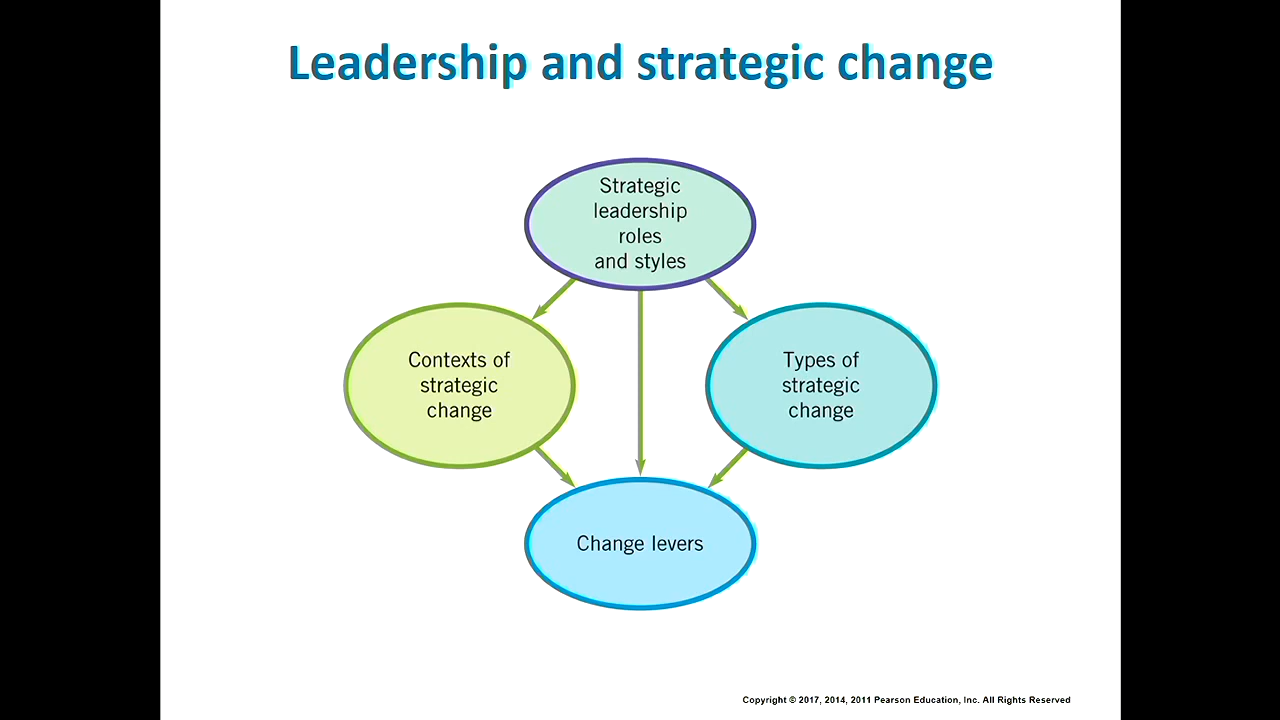 Leadership and strategic change
Strategic
leadership
roles
and styles
Contexts of
strategic
change
Types of
strategic
change
Change levers
Copyright © 2017, 2014, 2011 Pearson Education, Inc. All Rights Reserved